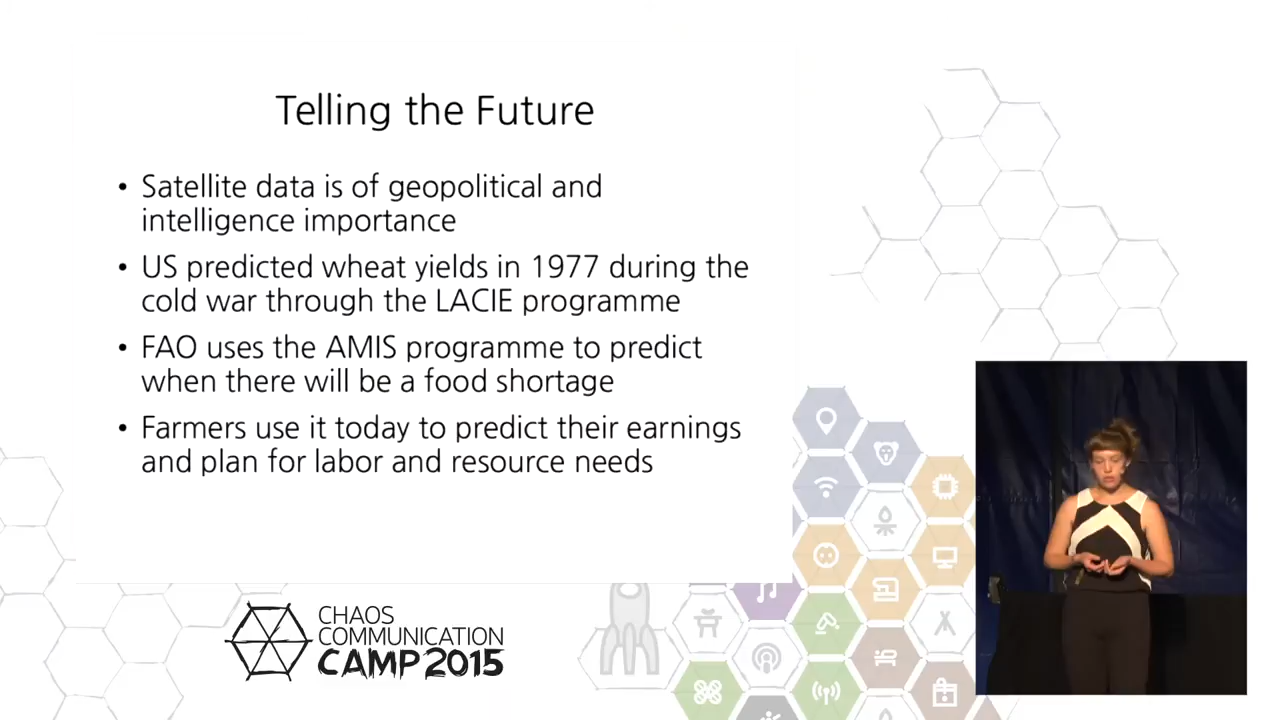 Telling the Future
• Satellite data is of geopolitical and
intelligence importance
• US predicted wheat yields in 1977 during the
cold war through the LACIE programme
• FAO uses the AMIS programme to predict
when there will be a food shortage
• Farmers use it today to predict their earnings
and plan for labor and resource needs
CHAOS
COMMUNICATION
CAMP 2015